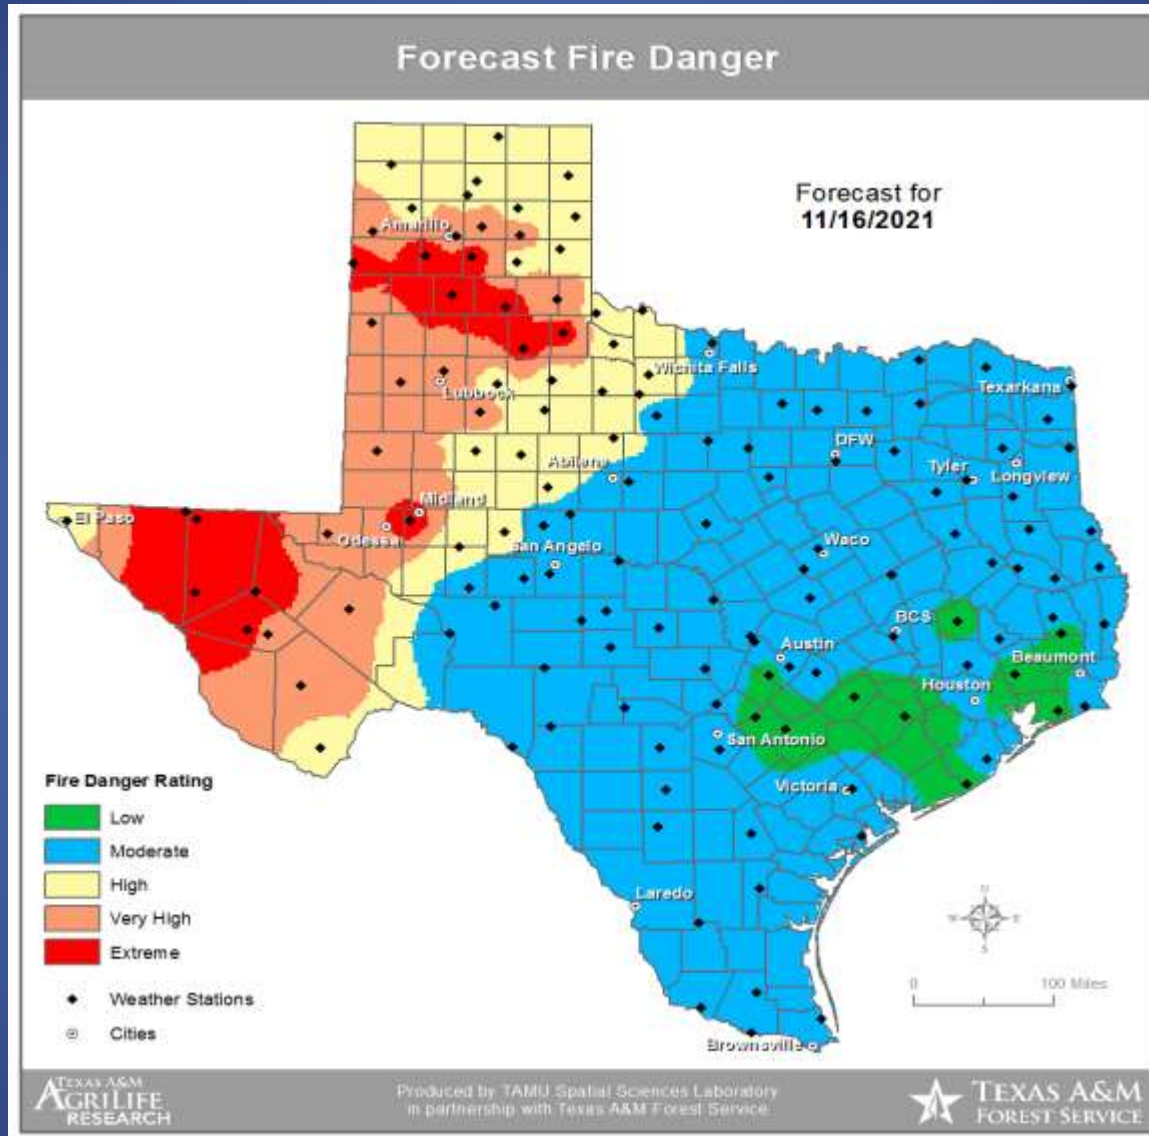 Forecast Fire Danger
Forecast for
11/16/2021
Amarillo
Wichita Falls
Lubbock
Texarkana
DFW
Abilene
Tyler
Longview
Midland
El Paso
Odessa
San Angelo
Waco
BCS
Austin
Beaumont
Houston
San Antonio
Victoria
Laredo
Brownsville
Fire Danger Rating
Low
Moderate
High
Very High
Extreme
Weather Stations
Cities
N
W E
S
0 100 Miles
TEXAS A&M
AGRILIFE
RESEARCH
Produced by TAMU Spatial Sciences Laboratory
in partnership with Texas A&M Forest Service
TEXAS A&M
FOREST SERVICE